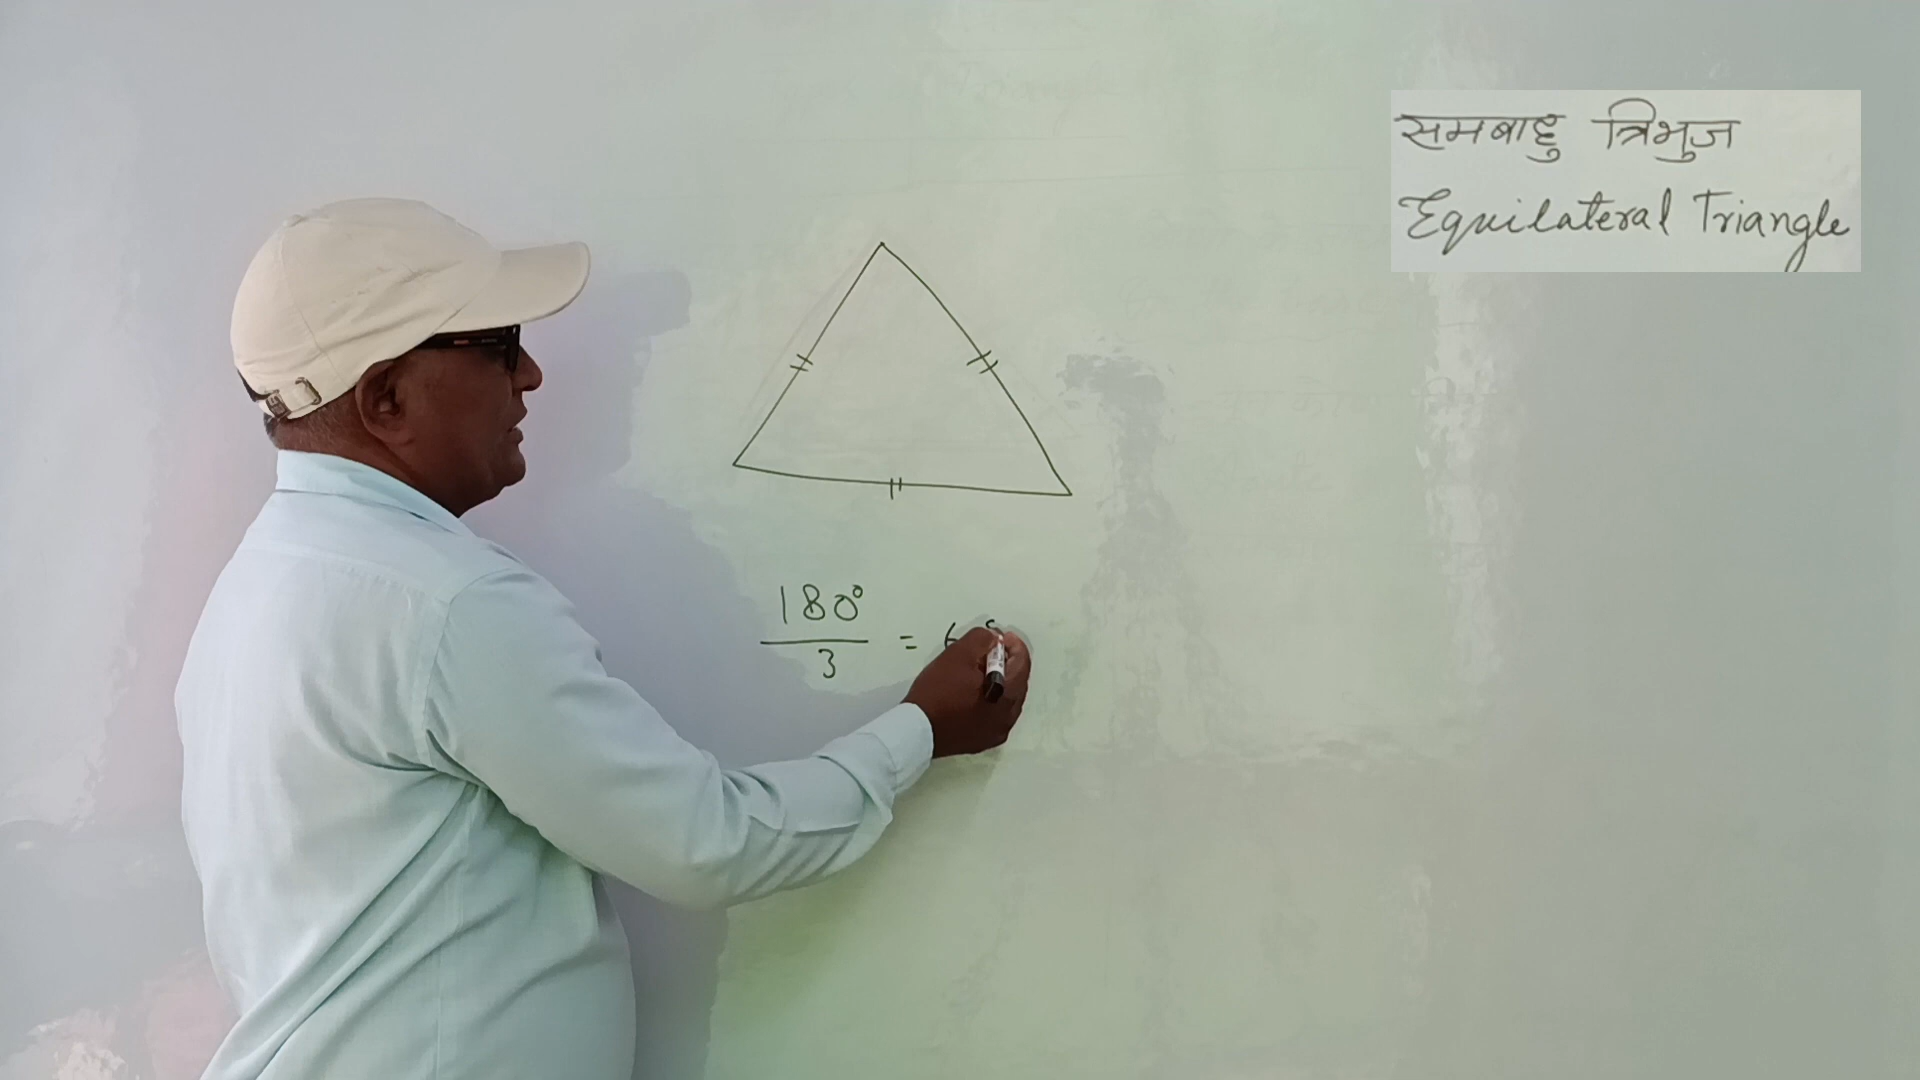 समबाहु त्रिभुज
Equilateral Triangle
180°
3
=